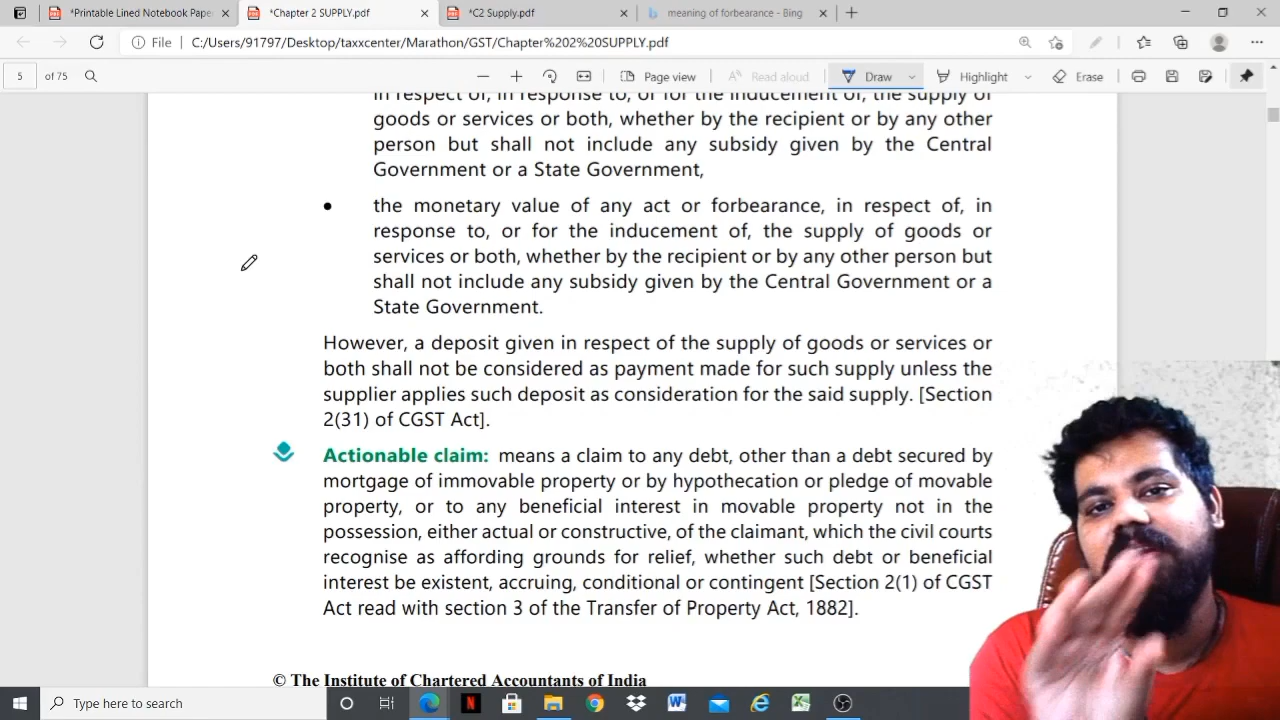 *Printed Lined Notebook Pape
*Chapter 2 SUPPLY.pdf
*C2 Supply.pdf
meaning of forbearance - Bing
File
C:/Users/91797/Desktop/taxxcenter/Marathon/GST/Chapter%202%20SUPPLY.pdf
5 of 75
Page view
Read aloud
Draw
Highlight
Erase
in respect of, in response to, or for the inducement of, the supply of
goods or services or both, whether by the recipient or by any other
person but shall not include any subsidy given by the Central
Government or a State Government,
• the monetary value of any act or forbearance, in respect of, in
response to, or for the inducement of, the supply of goods or
services or both, whether by the recipient or by any other person but
shall not include any subsidy given by the Central Government or a
State Government.
However, a deposit given in respect of the supply of goods or services or
both shall not be considered as payment made for such supply unless the
supplier applies such deposit as consideration for the said supply. [Section
2(31) of CGST Act].
Actionable claim: means a claim to any debt, other than a debt secured by
mortgage of immovable property or by hypothecation or pledge of movable
property, or to any beneficial interest in movable property not in the
possession, either actual or constructive, of the claimant, which the civil courts
recognise as affording grounds for relief, whether such debt or beneficial
interest be existent, accruing, conditional or contingent [Section 2(1) of CGST
Act read with section 3 of the Transfer of Property Act, 1882].
© The Institute of Chartered Accountants of India
Type here to search